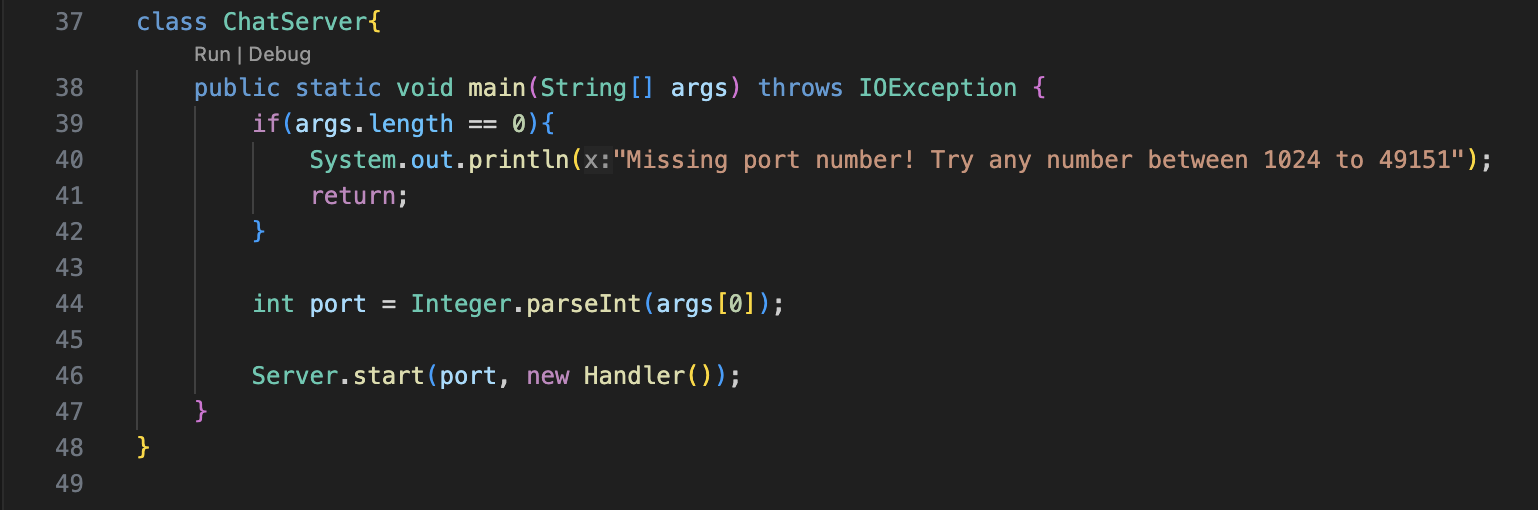 37 class ChatServer{
Run | Debug
38 public static void main(String[] args) throws IOException {
39 if(args.length == 0){
40 System.out.println(x:"Missing port number! Try any number between 1024 to 49151");
41 return;
42 }
43
44 int port = Integer.parseInt(args[0]);
45
46 Server.start(port, new Handler());
47 }
48 }
49